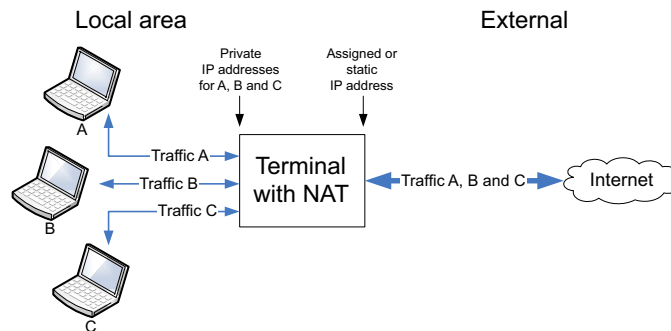 Local area
External
Private
IP addresses
for A, B and C
Assigned or
static
IP address
A
Traffic A
Traffic B
Traffic C
B
C
Terminal
with NAT
Traffic A, B and C
Internet